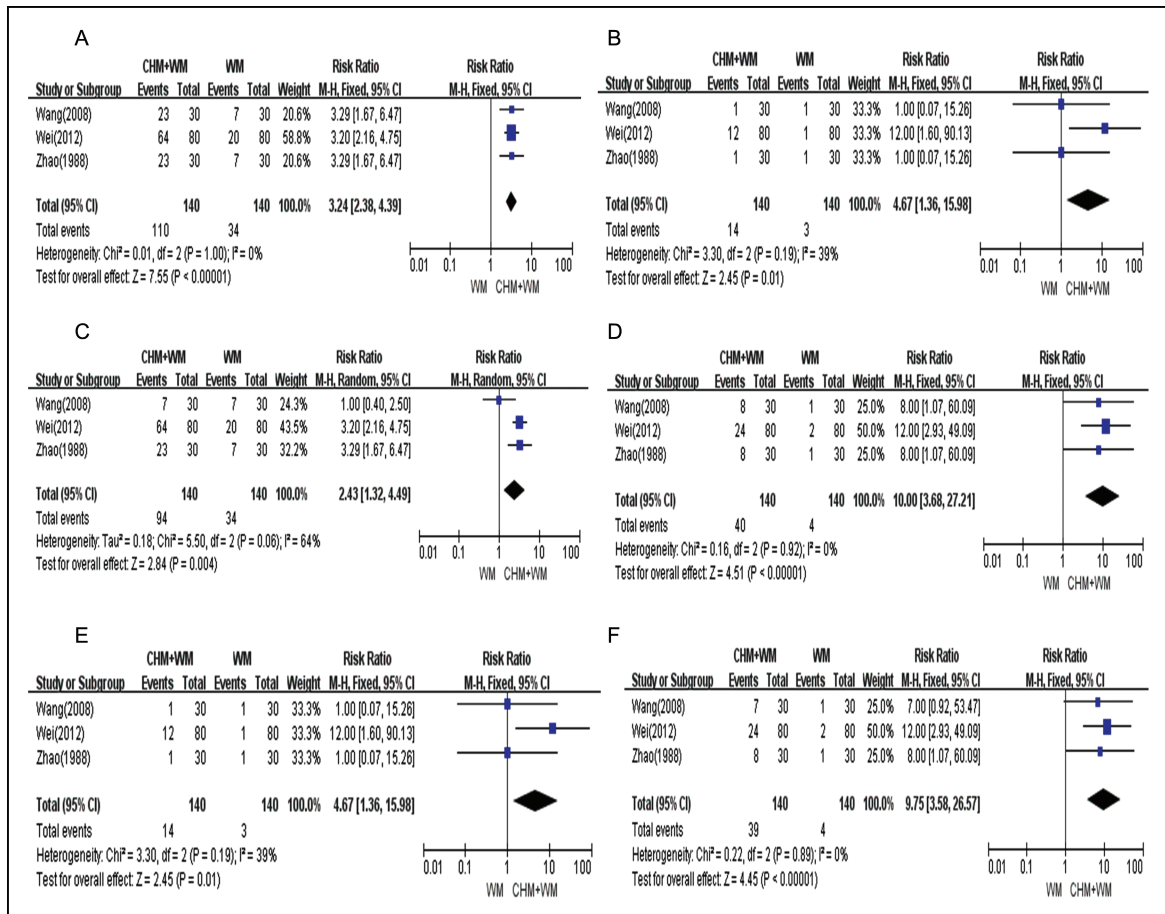 A
CHM+WM WM Risk Ratio Risk Ratio
Study or Subgroup Events Total Events Total Weight M-H, Fixed, 95% CI M-H, Fixed, 95% CI
Wang(2008) 23 30 7 30 20.6% 3.29 [1.67, 6.47]
Wei(2012) 64 80 20 80 58.8% 3.20 [2.16, 4.75]
Zhao(1988) 23 30 7 30 20.6% 3.29 [1.67, 6.47]
Total (95% CI) 140 140 100.0% 3.24 [2.38, 4.39]
Total events 110 34
Heterogeneity: Chi² = 0.01, df = 2 (P = 1.00); I² = 0%
Test for overall effect: Z = 7.55 (P < 0.00001)
0.01 0.1 1 10 100
WM CHM+WM
B
CHM+WM WM Risk Ratio Risk Ratio
Study or Subgroup Events Total Events Total Weight M-H, Fixed, 95% CI M-H, Fixed, 95% CI
Wang(2008) 1 30 1 30 33.3% 1.00 [0.07, 15.26]
Wei(2012) 12 80 1 80 33.3% 12.00 [1.60, 90.13]
Zhao(1988) 1 30 1 30 33.3% 1.00 [0.07, 15.26]
Total (95% CI) 140 140 100.0% 4.67 [1.36, 15.98]
Total events 14 3
Heterogeneity: Chi² = 3.30, df = 2 (P = 0.19); I² = 39%
Test for overall effect: Z = 2.45 (P = 0.01)
0.01 0.1 1 10 100
WM CHM+WM
C
CHM+WM WM Risk Ratio Risk Ratio
Study or Subgroup Events Total Events Total Weight M-H, Random, 95% CI M-H, Random, 95% CI
Wang(2008) 7 30 7 30 24.3% 1.00 [0.40, 2.50]
Wei(2012) 64 80 20 80 43.5% 3.20 [2.16, 4.75]
Zhao(1988) 23 30 7 30 32.2% 3.29 [1.67, 6.47]
Total (95% CI) 140 140 100.0% 2.43 [1.32, 4.49]
Total events 94 34
Heterogeneity: Tau² = 0.18; Chi² = 5.50, df = 2 (P = 0.06); I² = 64%
Test for overall effect: Z = 2.84 (P = 0.004)
0.01 0.1 1 10 100
WM CHM+WM
D
CHM+WM WM Risk Ratio Risk Ratio
Study or Subgroup Events Total Events Total Weight M-H, Fixed, 95% CI M-H, Fixed, 95% CI
Wang(2008) 8 30 1 30 25.0% 8.00 [1.07, 60.09]
Wei(2012) 24 80 2 80 50.0% 12.00 [2.93, 49.09]
Zhao(1988) 8 30 1 30 25.0% 8.00 [1.07, 60.09]
Total (95% CI) 140 140 100.0% 10.00 [3.68, 27.21]
Total events 40 4
Heterogeneity: Chi² = 0.16, df = 2 (P = 0.92); I² = 0%
Test for overall effect: Z = 4.51 (P < 0.00001)
0.01 0.1 1 10 100
WM CHM+WM
E
CHM+WM WM Risk Ratio Risk Ratio
Study or Subgroup Events Total Events Total Weight M-H, Fixed, 95% CI M-H, Fixed, 95% CI
Wang(2008) 1 30 1 30 33.3% 1.00 [0.07, 15.26]
Wei(2012) 12 80 1 80 33.3% 12.00 [1.60, 90.13]
Zhao(1988) 1 30 1 30 33.3% 1.00 [0.07, 15.26]
Total (95% CI) 140 140 100.0% 4.67 [1.36, 15.98]
Total events 14 3
Heterogeneity: Chi² = 3.30, df = 2 (P = 0.19); I² = 39%
Test for overall effect: Z = 2.45 (P = 0.01)
0.01 0.1 1 10 100
WM CHM+WM
F
CHM+WM WM Risk Ratio Risk Ratio
Study or Subgroup Events Total Events Total Weight M-H, Fixed, 95% CI M-H, Fixed, 95% CI
Wang(2008) 7 30 1 30 25.0% 7.00 [0.92, 53.47]
Wei(2012) 24 80 2 80 50.0% 12.00 [2.93, 49.09]
Zhao(1988) 8 30 1 30 25.0% 8.00 [1.07, 60.09]
Total (95% CI) 140 140 100.0% 9.75 [3.58, 26.57]
Total events 39 4
Heterogeneity: Chi² = 0.22, df = 2 (P = 0.89); I² = 0%
Test for overall effect: Z = 4.45 (P < 0.00001)
0.01 0.1 1 10 100
WM CHM+WM